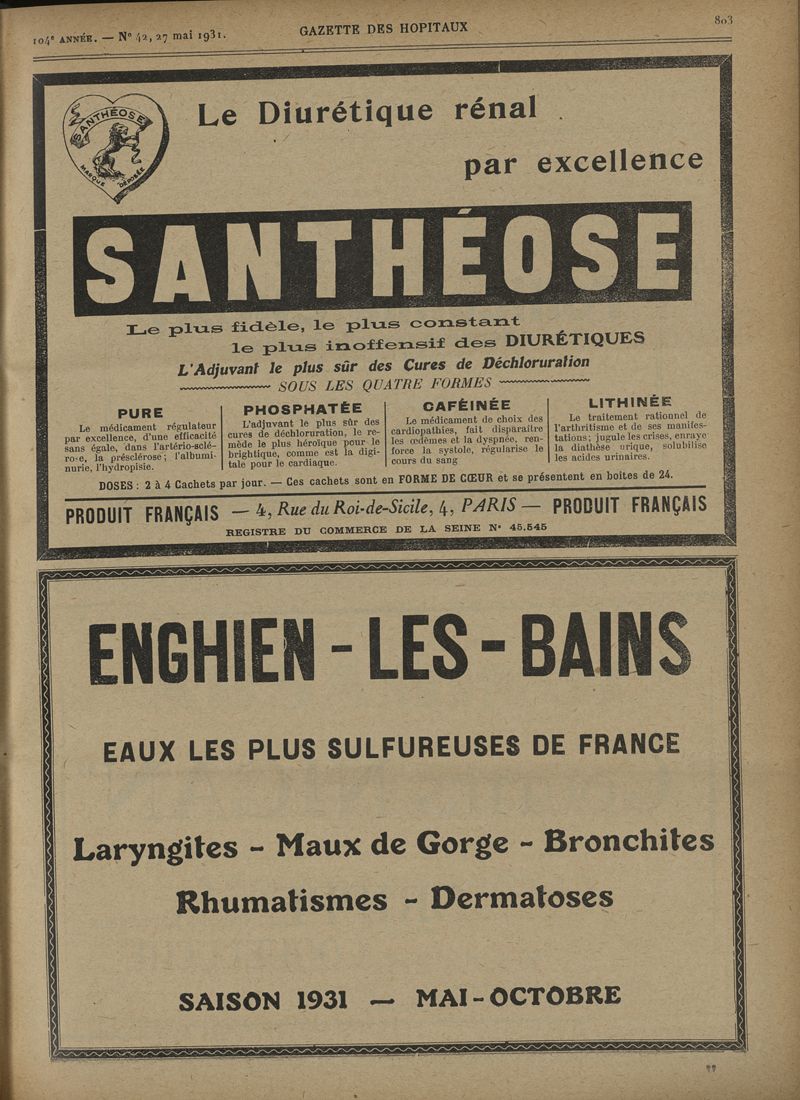 104e ANNÉE. — N° 42, 27 mai 1931.
GAZETTE DES HOPITAUX
803
SANTHÉOSE
MARQUE DÉPOSÉE
Le Diurétique rénal
par excellence
SANTHÉOSE
Le plus fidèle, le plus constant
le plus inoffensif des DIURÉTIQUES
L'Adjuvant le plus sûr des Cures de Déchloruration
SOUS LES QUATRE FORMES
PURE
Le médicament régulateur
par excellence, d'une efficacité
sans égale, dans l'artério-sclé-
rose, la présclérose ; l'albumi-
nurie, l'hydropisie.
PHOSPHATÉE
L'adjuvant le plus sûr des
cures de déchloruration, le re-
mède le plus héroïque pour le
brightique, comme est la digi-
tale pour le cardiaque.
CAFÉINÉE
Le médicament de choix des
cardiopathies, fait disparaître
les œdèmes et la dyspnée, ren-
force la systole, régularise le
cours du sang
LITHINÉE
Le traitement rationnel de
l'arthritisme et de ses manifes-
tations ; jugule les crises, enraye
la diathèse urique, solubilise
les acides urinaires.
DOSES : 2 à 4 Cachets par jour. — Ces cachets sont en FORME DE CŒUR et se présentent en boites de 24.
PRODUIT FRANÇAIS — 4, Rue du Roi-de-Sicile, 4, PARIS — PRODUIT FRANÇAIS
REGISTRE DU COMMERCE DE LA SEINE N° 45.545
ENGHIEN - LES - BAINS
EAUX LES PLUS SULFUREUSES DE FRANCE
Laryngites - Maux de Gorge - Bronchites
Rhumatismes - Dermatoses
SAISON 1931 — MAI-OCTOBRE